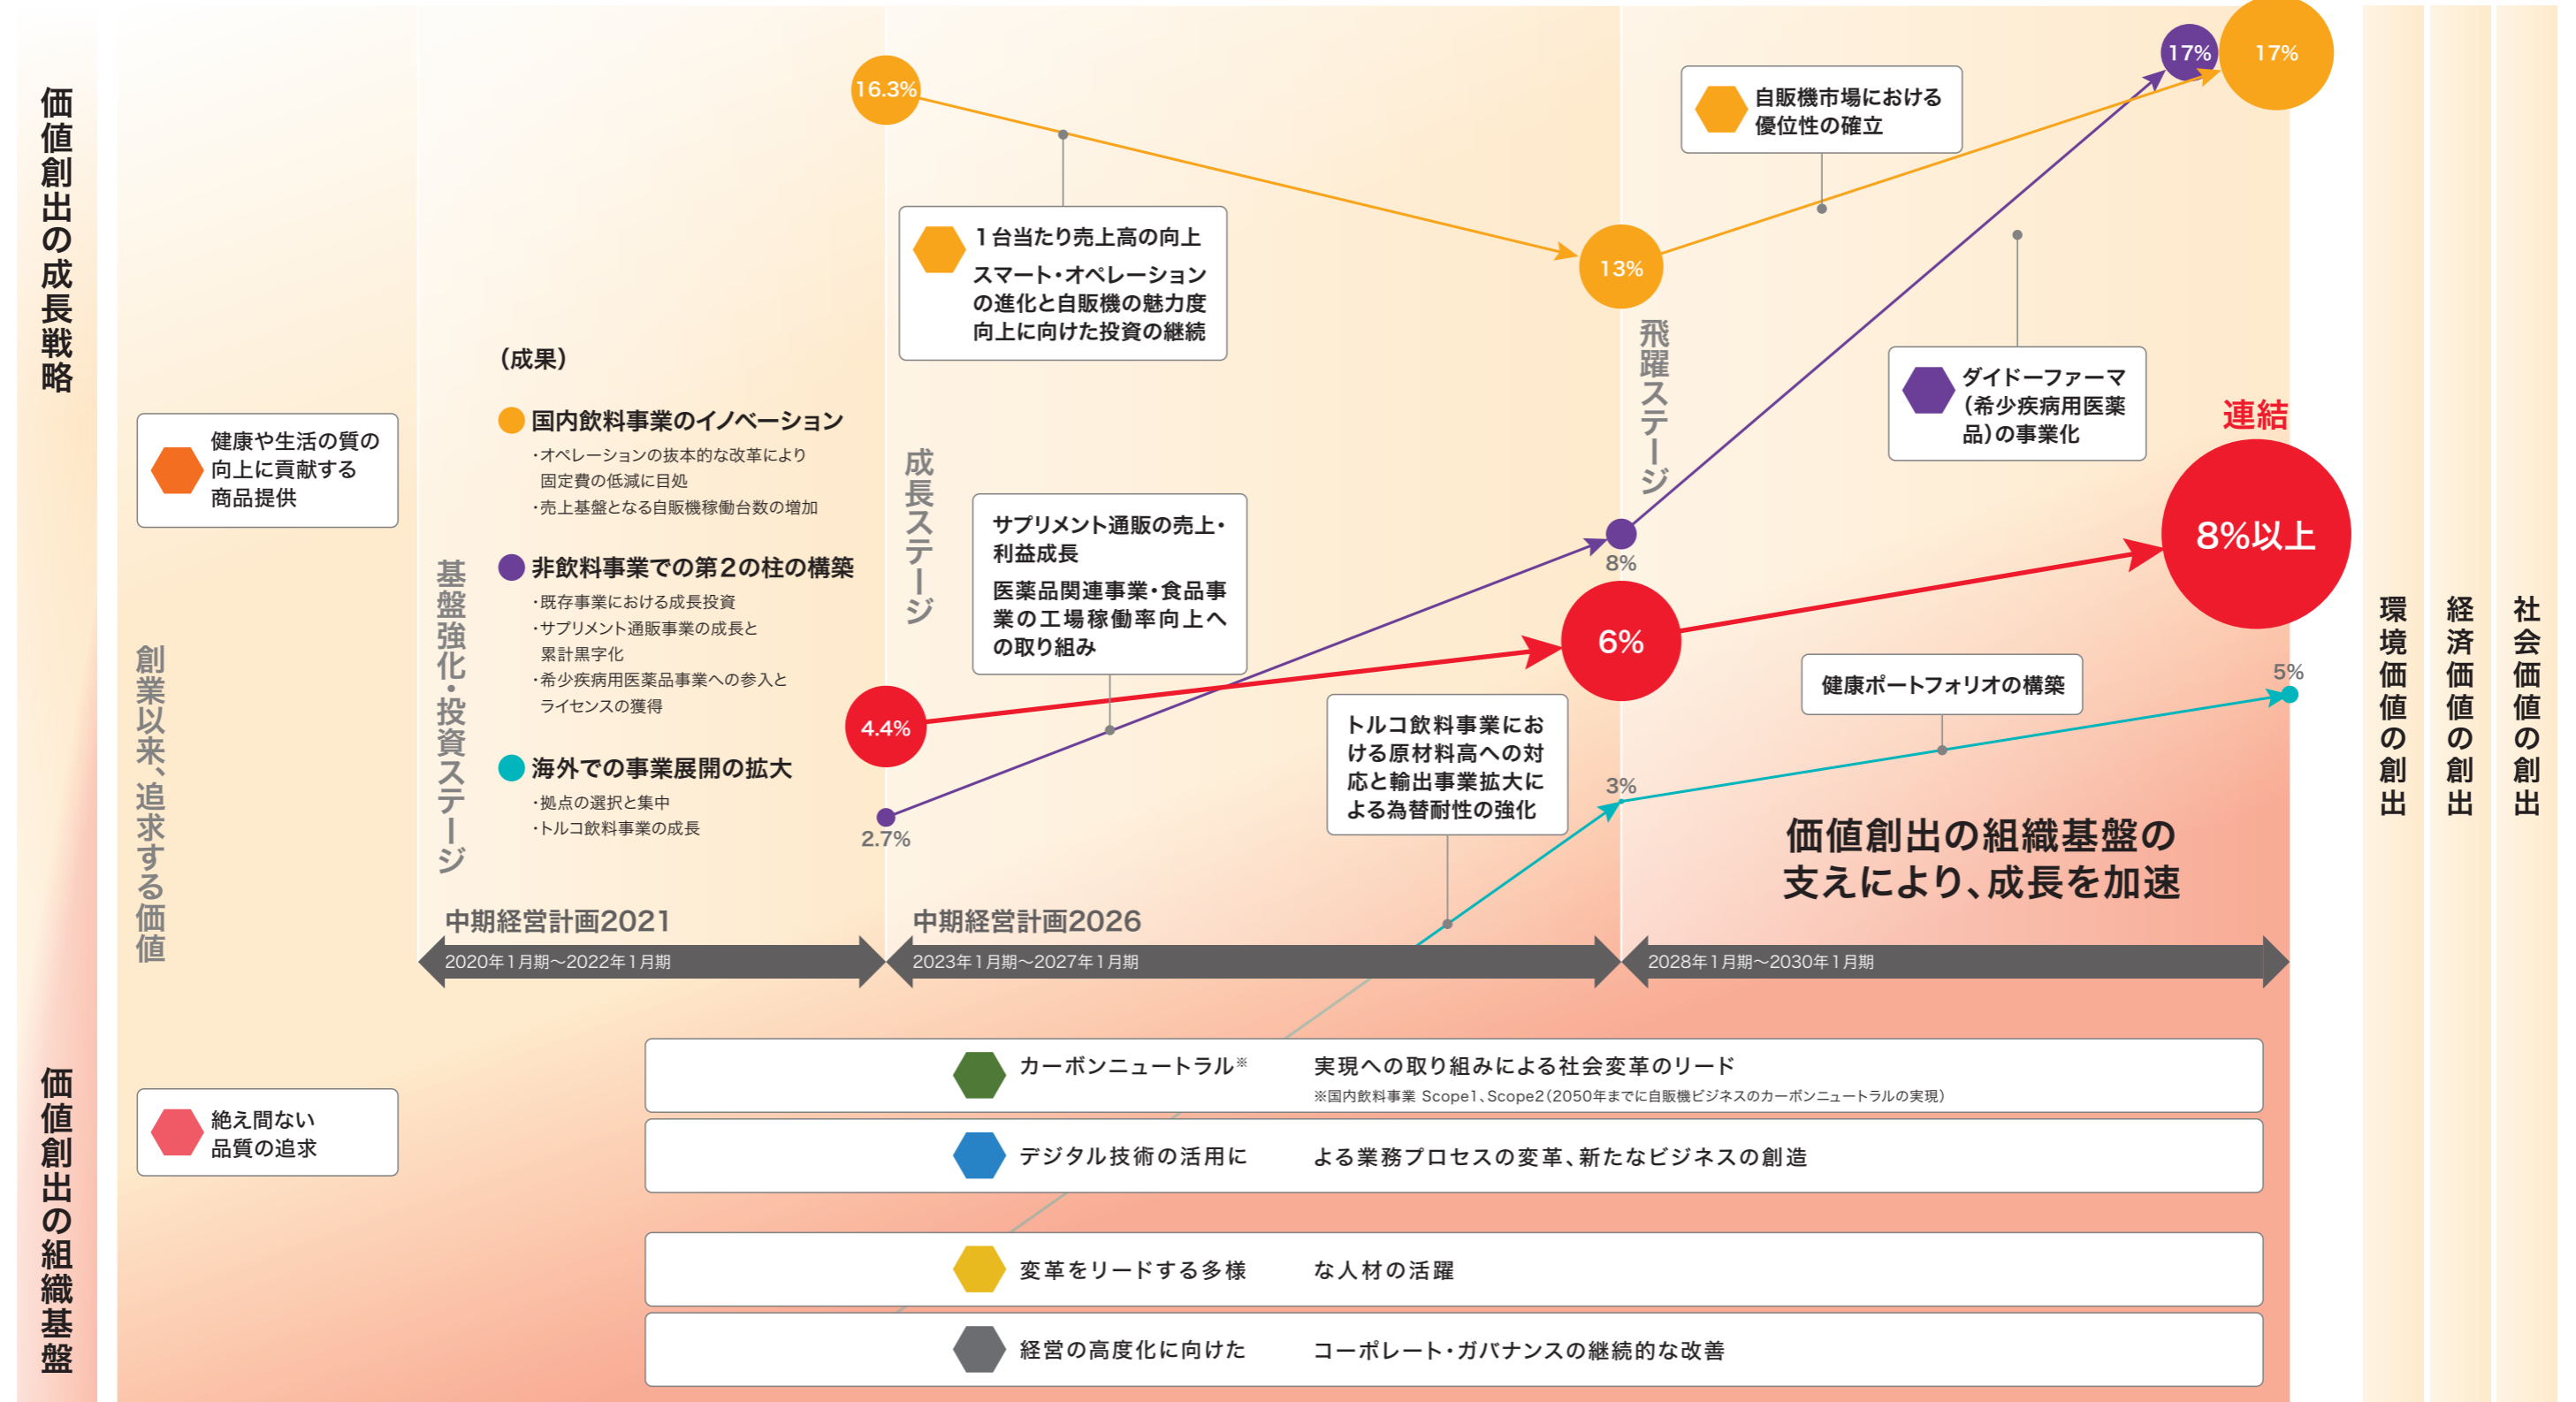 価値創出の成長戦略
価値創出の組織基盤
創業以来、追求する価値
健康や生活の質の
向上に貢献する
商品提供
絶え間ない
品質の追求
基盤強化・投資ステージ
（成果）
国内飲料事業のイノベーション
・オペレーションの抜本的な改革により
固定費の低減に目処
・売上基盤となる自販機稼働台数の増加
非飲料事業での第2の柱の構築
・既存事業における成長投資
・サプリメント通販事業の成長と
累計黒字化
・希少疾病用医薬品事業への参入と
ライセンスの獲得
海外での事業展開の拡大
・拠点の選択と集中
・トルコ飲料事業の成長
中期経営計画2021
2020年1月期～2022年1月期
16.3%
4.4%
2.7%
成長ステージ
1台当たり売上高の向上
スマート・オペレーション
の進化と自販機の魅力度
向上に向けた投資の継続
サプリメント通販の売上・
利益成長
医薬品関連事業・食品事
業の工場稼働率向上へ
の取り組み
トルコ飲料事業にお
ける原材料高への対
応と輸出事業拡大に
よる為替耐性の強化
中期経営計画2026
2023年1月期～2027年1月期
13%
飛躍ステージ
8%
6%
3%
自販機市場における
優位性の確立
ダイドーファーマ
（希少疾病用医薬
品）の事業化
健康ポートフォリオの構築
17%
17%
連結
8%以上
5%
価値創出の組織基盤の
支えにより、成長を加速
2028年1月期～2030年1月期
カーボンニュートラル※ 実現への取り組みによる社会変革のリード
※国内飲料事業 Scope1、Scope2（2050年までに自販機ビジネスのカーボンニュートラルの実現）
デジタル技術の活用に よる業務プロセスの変革、新たなビジネスの創造
変革をリードする多様 な人材の活躍
経営の高度化に向けた コーポレート・ガバナンスの継続的な改善
環境価値の創出
経済価値の創出
社会価値の創出